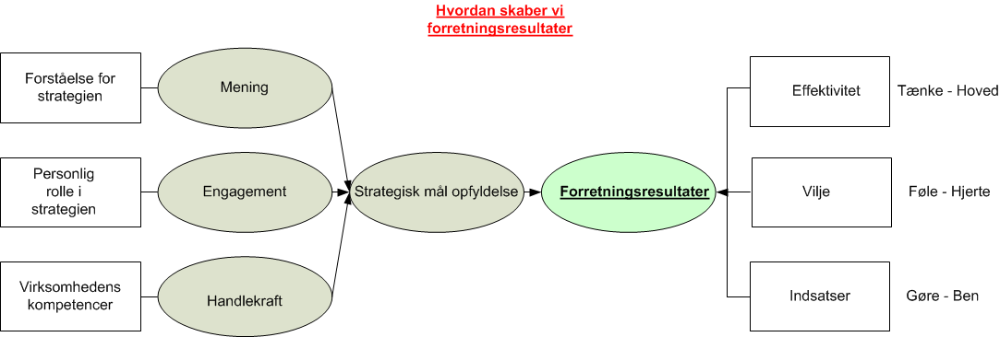 Hvordan skaber vi
forretningsresultater
Forståelse for
strategien
Mening
Effektivitet
Tænke - Hoved
Personlig
rolle i
strategien
Engagement
Strategisk mål opfyldelse
Forretningsresultater
Vilje
Føle - Hjerte
Virksomhedens
kompetencer
Handlekraft
Indsatser
Gøre - Ben